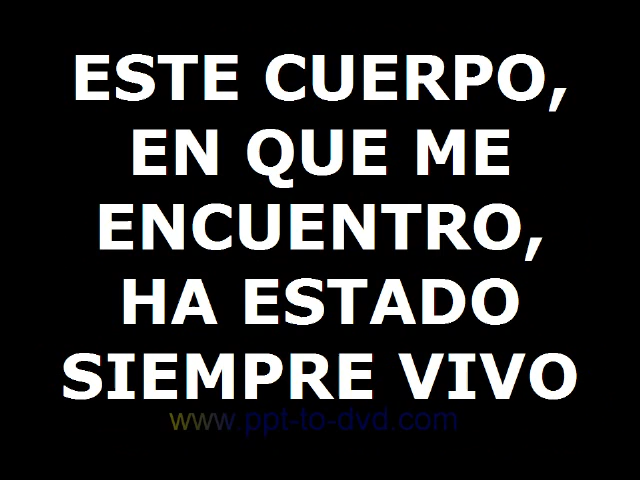 ESTE CUERPO,
EN QUE ME
ENCUENTRO,
HA ESTADO
SIEMPRE VIVO
www.ppt-to-dvd.com